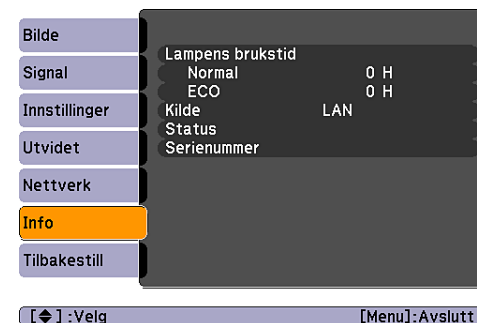 Bilde
Signal
Innstillinger
Utvidet
Nettverk
Info
Tilbakestill
Lampens brukstid
Normal 0 H
ECO 0 H
Kilde LAN
Status
Serienummer
[◆] :Velg [Menu]:Avslutt